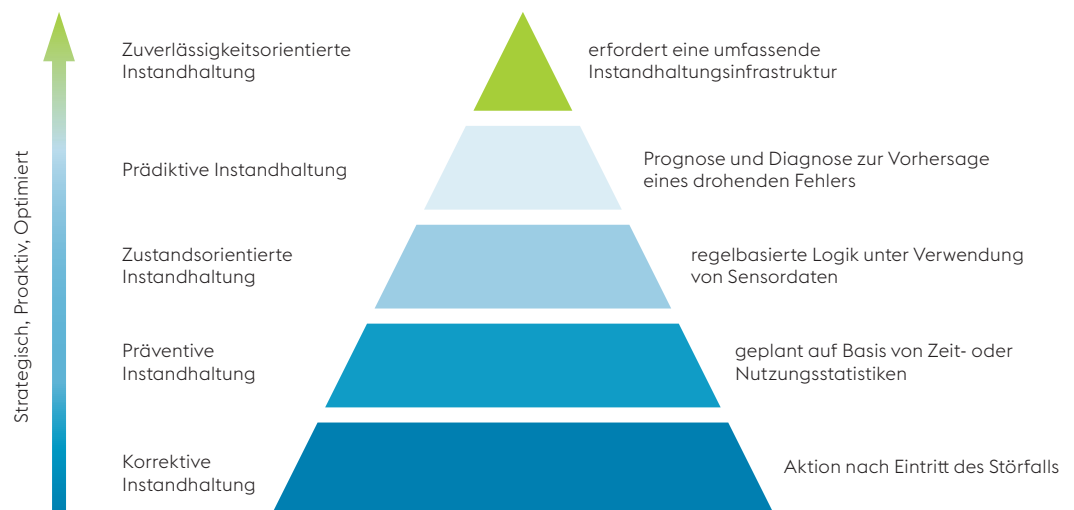 Zuverlässigkeitsorientierte
Instandhaltung
erfordert eine umfassende
Instandhaltungsinfrastruktur
Prädiktive Instandhaltung
Prognose und Diagnose zur Vorhersage
eines drohenden Fehlers
Zustandsorientierte
Instandhaltung
regelbasierte Logik unter Verwendung
von Sensordaten
Präventive
Instandhaltung
geplant auf Basis von Zeit- oder
Nutzungsstatistiken
Korrektive
Instandhaltung
Aktion nach Eintritt des Störfalls
Strategisch, Proaktiv, Optimiert